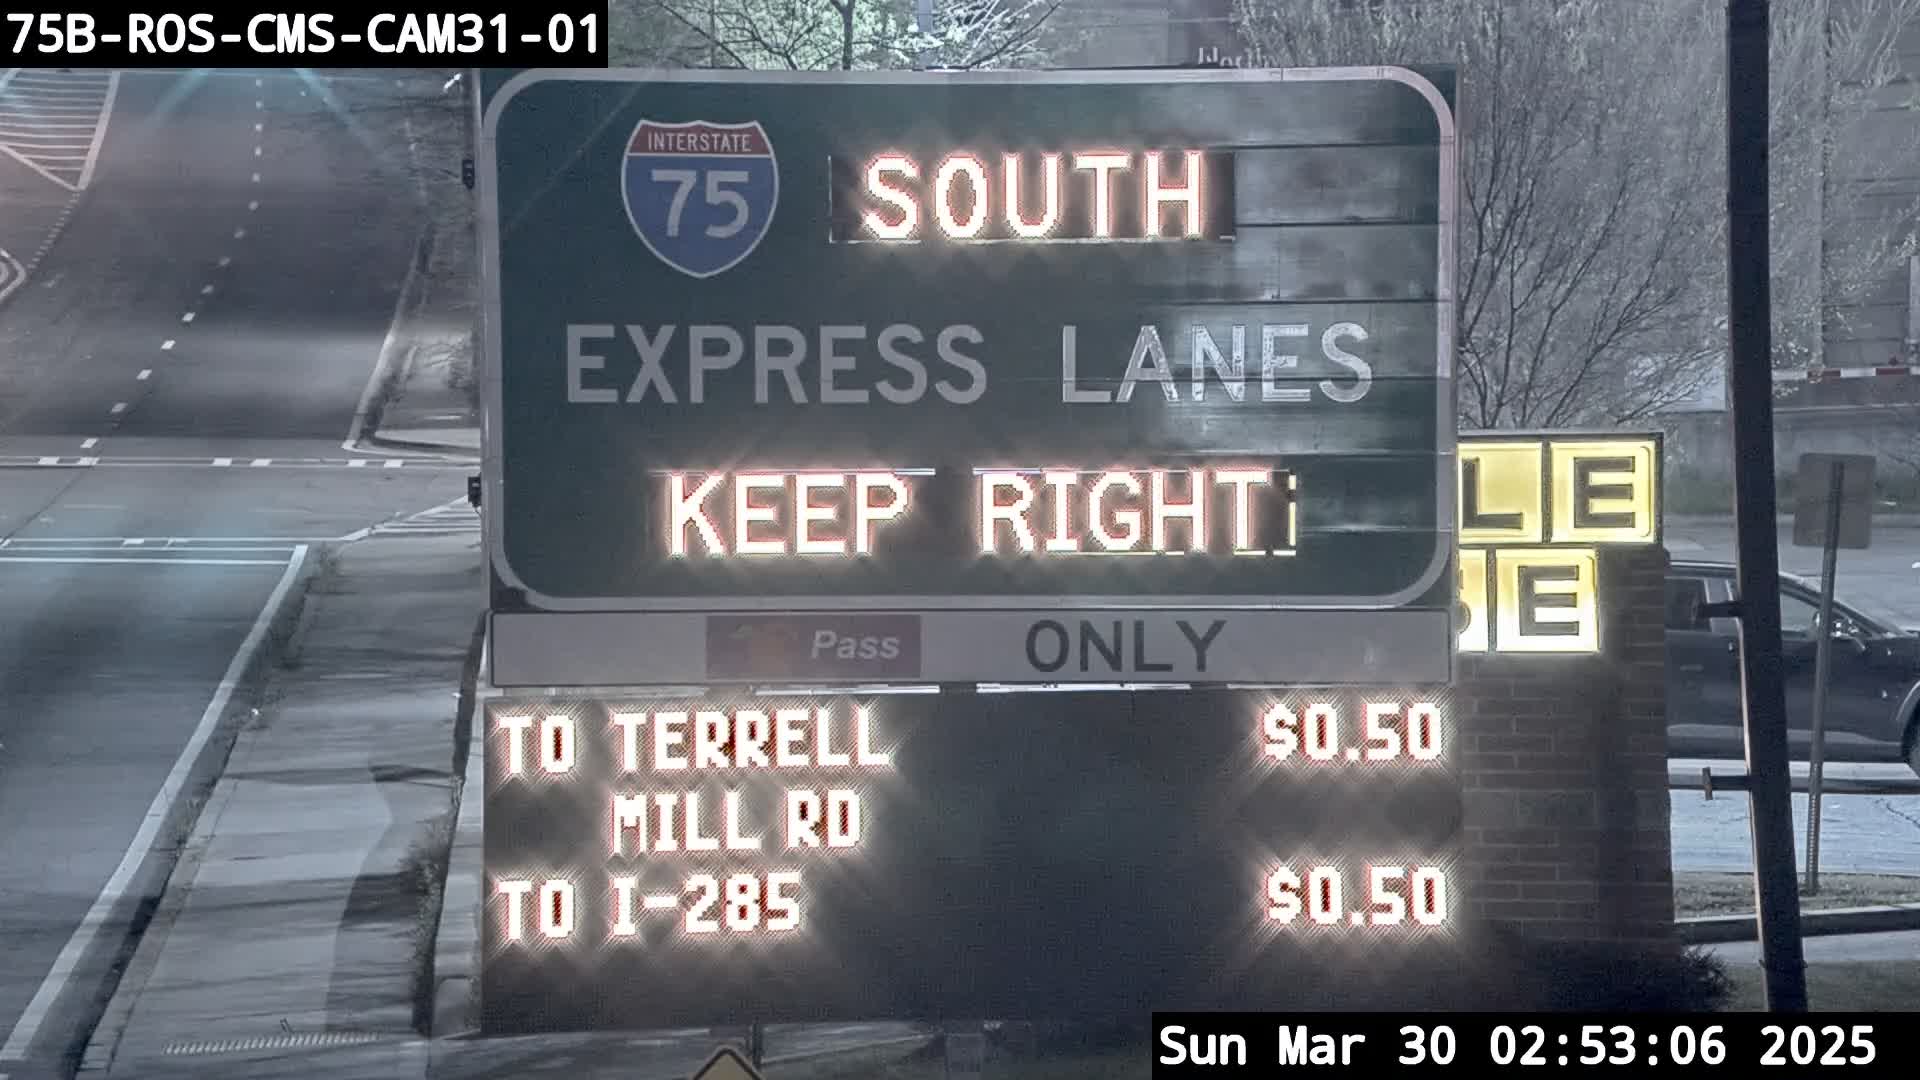 75B-ROS-CMS-CAM31-01
INTERSTATE
75
SOUTH
EXPRESS LANES
KEEP RIGHT
Pass ONLY
TO TERRELL $0.50
MILL RD
TO I-285 $0.50
LE
E
Sun Mar 30 02:53:06 2025